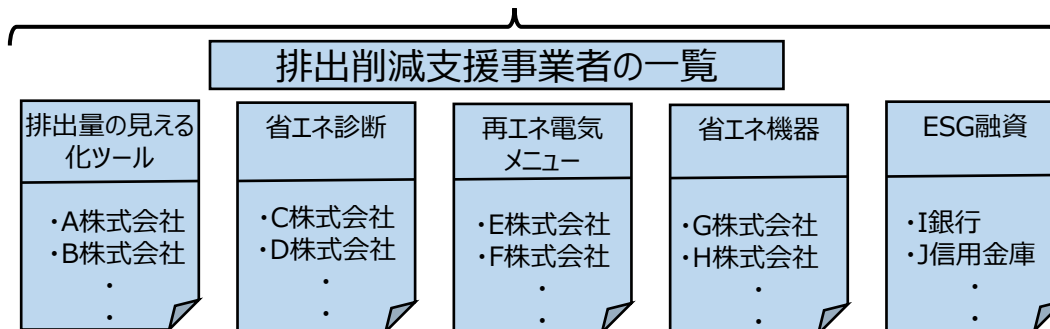 排出削減支援事業者の一覧
排出量の見える
化ツール
・A株式会社
・B株式会社
・
・
省エネ診断
・C株式会社
・D株式会社
・
・
再エネ電気
メニュー
・E株式会社
・F株式会社
・
・
省エネ機器
・G株式会社
・H株式会社
・
・
ESG融資
・I銀行
・J信用金庫
・
・